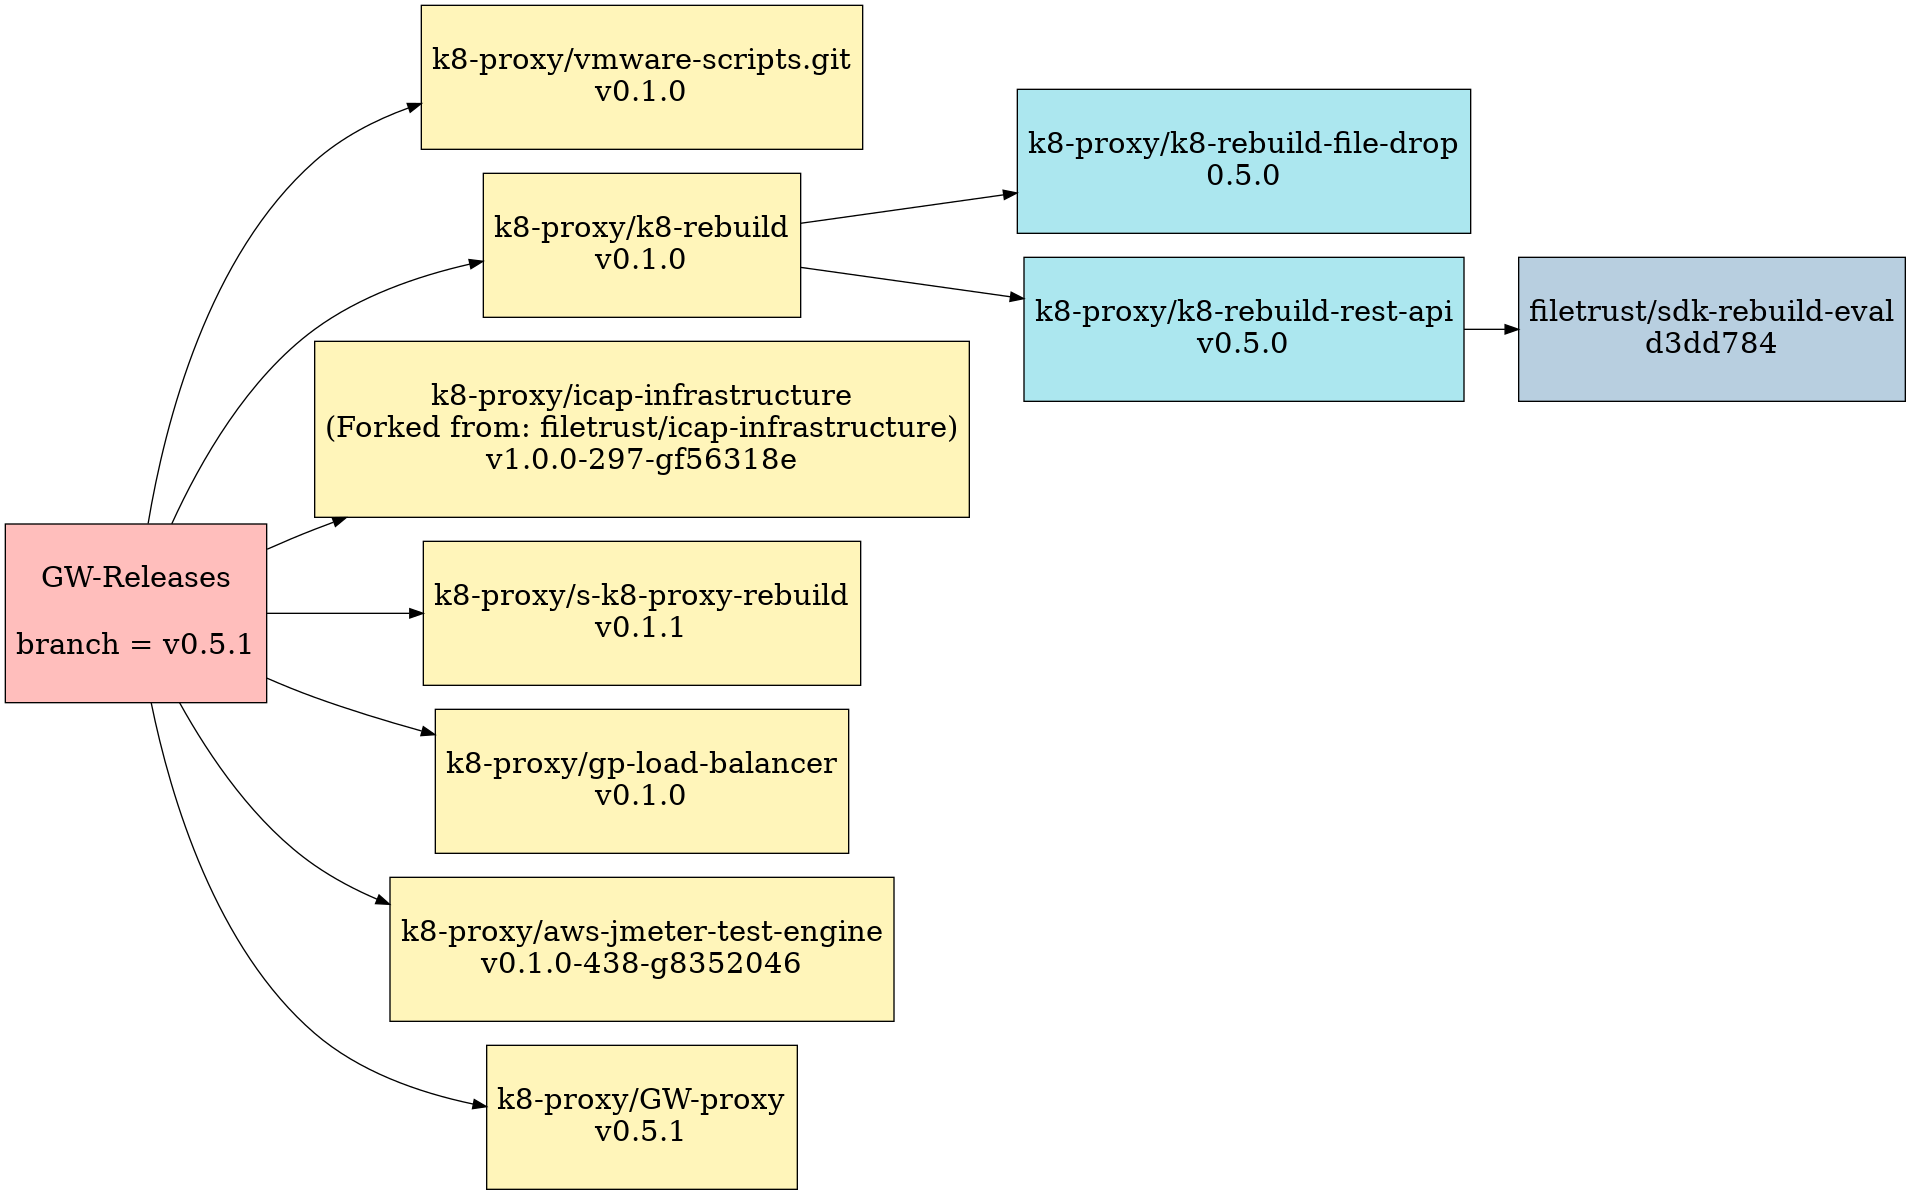 k8-proxy/vmware-scripts.git
v0.1.0
k8-proxy/k8-rebuild-file-drop
0.5.0
k8-proxy/k8-rebuild
v0.1.0
k8-proxy/k8-rebuild-rest-api
v0.5.0
filetrust/sdk-rebuild-eval
d3dd784
k8-proxy/icap-infrastructure
(Forked from: filetrust/icap-infrastructure)
v1.0.0-297-gf56318e
GW-Releases
branch = v0.5.1
k8-proxy/s-k8-proxy-rebuild
v0.1.1
k8-proxy/gp-load-balancer
v0.1.0
k8-proxy/aws-jmeter-test-engine
v0.1.0-438-g8352046
k8-proxy/GW-proxy
v0.5.1